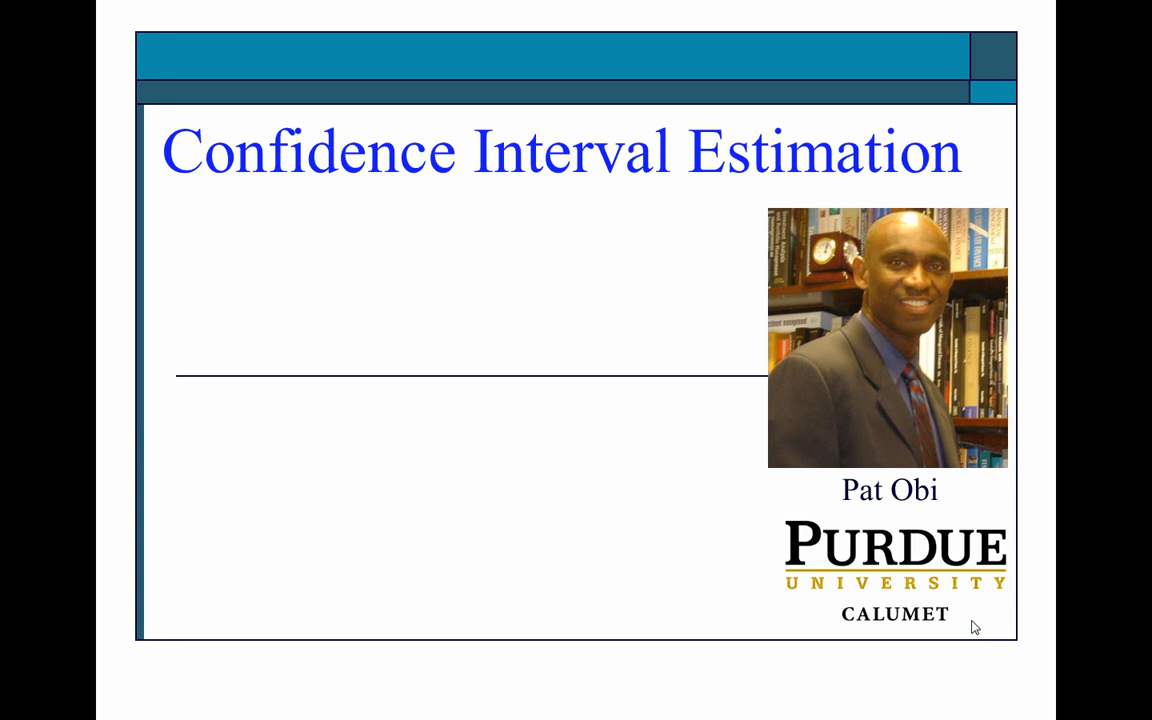 Confidence Interval Estimation
Pat Obi
PURDUE
UNIVERSITY
CALUMET